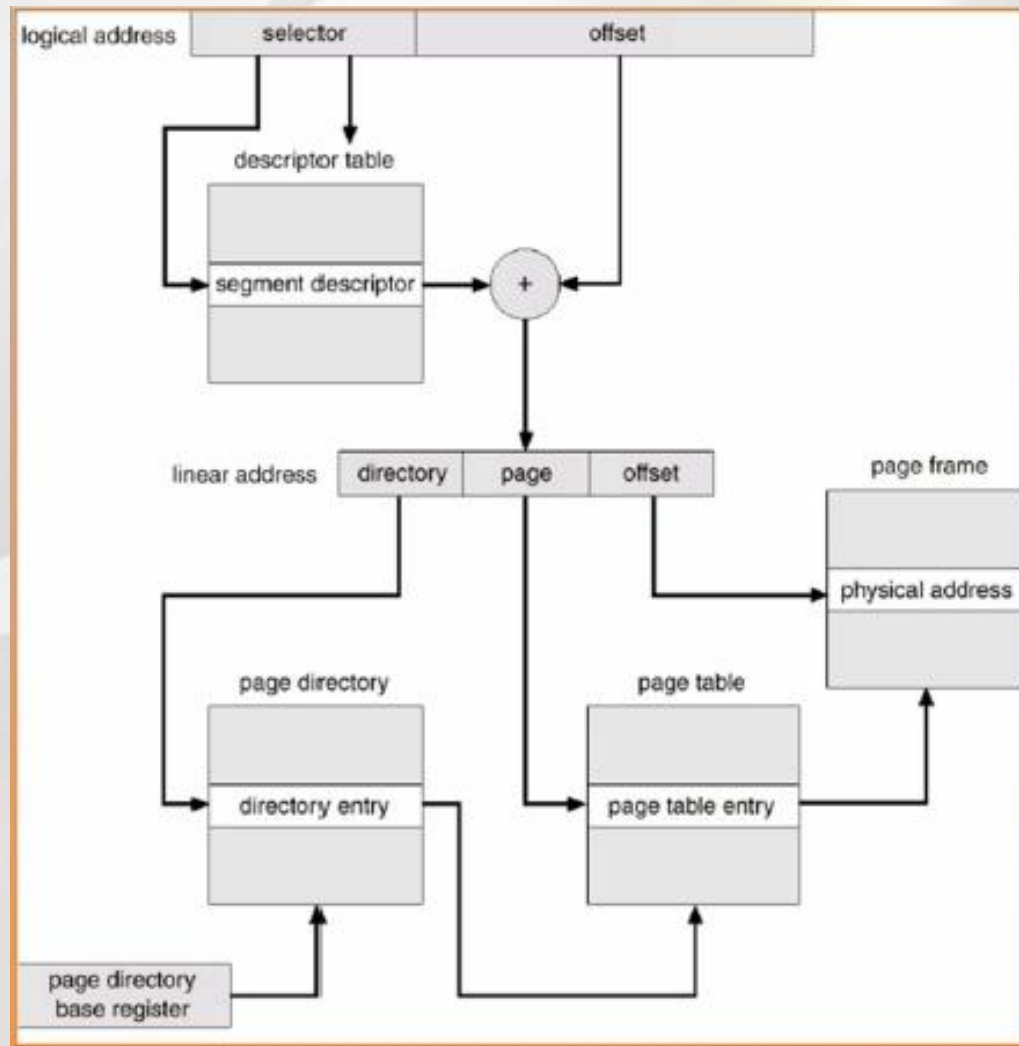 logical address selector offset
descriptor table
segment descriptor +
linear address directory page offset
page frame
physical address
page directory page table
directory entry page table entry
page directory
base register